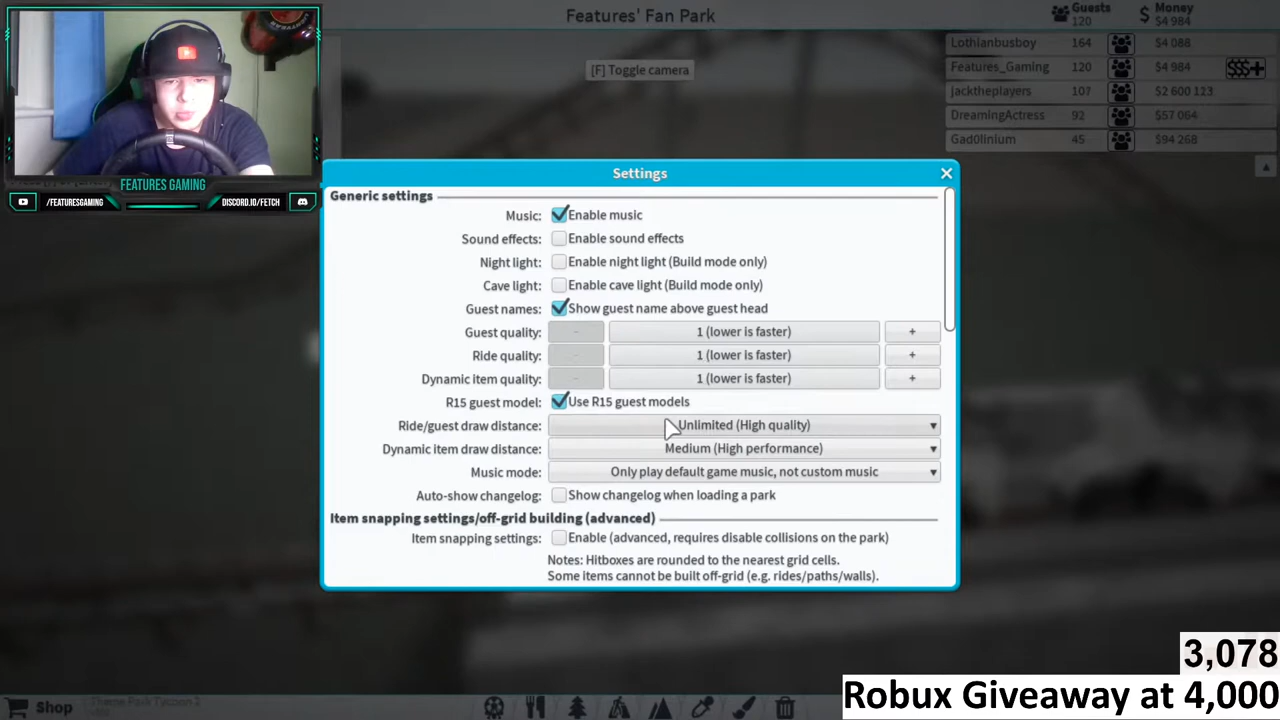 Features' Fan Park
Guests
120
$ Money
$4 984
[F] Toggle camera
Lothianbusboy 164 $4 088
Features_Gaming 120 $4 984 $$$+
jacktheplayers 107 $2 600 123
DreamingActress 92 $57 064
Gad0linium 45 $94 268
FEATURES GAMING
/FEATURESGAMING DISCORD.IO/FETCH
Settings
Generic settings
Music: Enable music
Sound effects: Enable sound effects
Night light: Enable night light (Build mode only)
Cave light: Enable cave light (Build mode only)
Guest names: Show guest name above guest head
Guest quality: - 1 (lower is faster) +
Ride quality: - 1 (lower is faster) +
Dynamic item quality: - 1 (lower is faster) +
R15 guest model: Use R15 guest models
Ride/guest draw distance: Unlimited (High quality)
Dynamic item draw distance: Medium (High performance)
Music mode: Only play default game music, not custom music
Auto-show changelog: Show changelog when loading a park
Item snapping settings/off-grid building (advanced)
Item snapping settings: Enable (advanced, requires disable collisions on the park)
Notes: Hitboxes are rounded to the nearest grid cells.
Some items cannot be built off-grid (e.g. rides/paths/walls).
3,078
Robux Giveaway at 4,000
Shop
Theme Park Tycoon 2